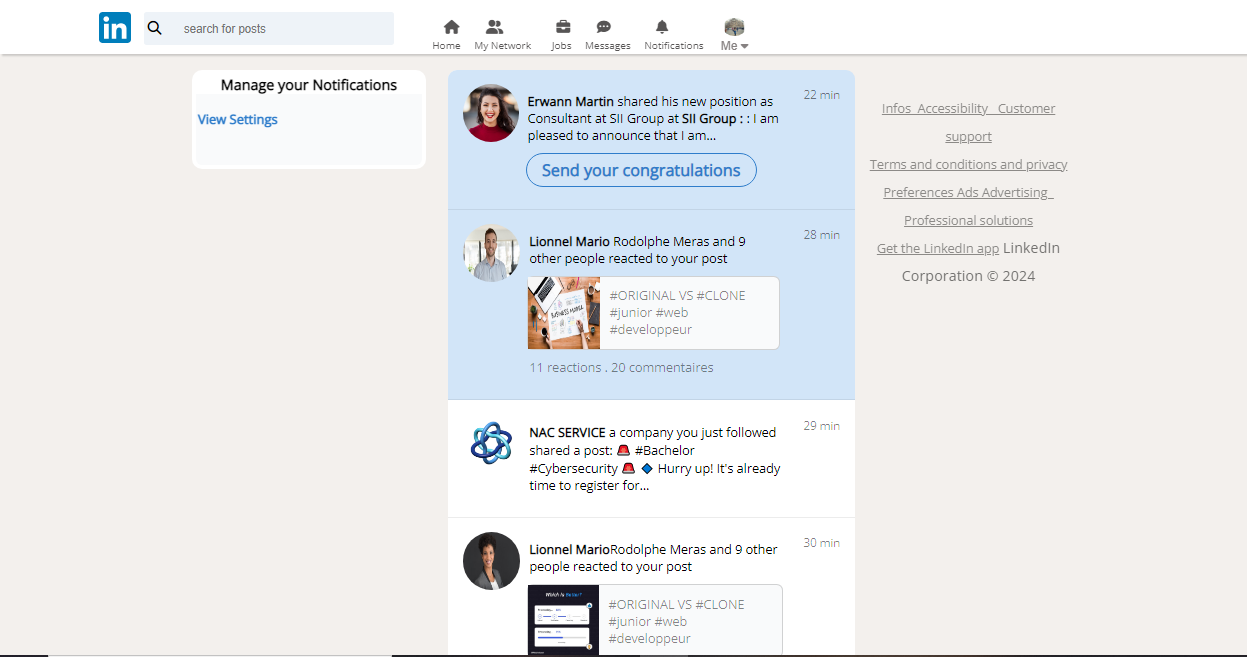 in
search for posts
Home
My Network
Jobs
Messages
Notifications
Me
Manage your Notifications
View Settings
Erwann Martin shared his new position as
Consultant at SII Group at SII Group : : I am
pleased to announce that I am...
22 min
Send your congratulations
Lionnel Mario Rodolphe Meras and 9
other people reacted to your post
28 min
BUSINESS MODEL
#ORIGINAL VS #CLONE
#junior #web
#developpeur
11 reactions . 20 commentaires
NAC SERVICE a company you just followed
shared a post: 🚨 #Bachelor
#Cybersecurity 🚨 🔷 Hurry up! It's already
time to register for...
29 min
Lionnel MarioRodolphe Meras and 9 other
people reacted to your post
30 min
Which is Better?
#ORIGINAL VS #CLONE
#junior #web
#developpeur
Infos Accessibility Customer
support
Terms and conditions and privacy
Preferences Ads Advertising
Professional solutions
Get the LinkedIn app LinkedIn
Corporation © 2024